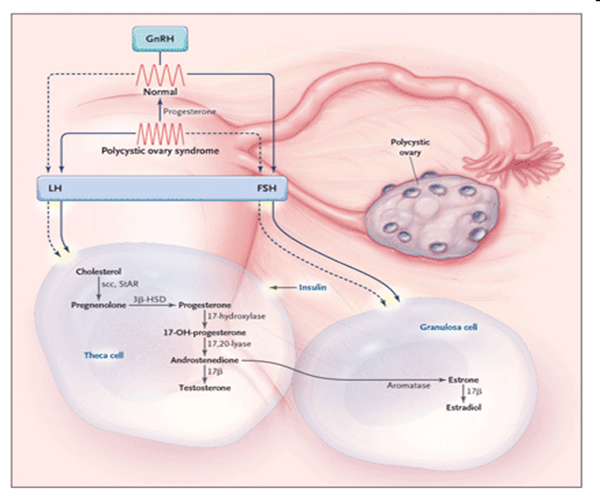 GnRH
Normal
Progesterone
Polycystic ovary syndrome
Polycystic
ovary
LH
FSH
Cholesterol
scc, StAR
Pregnenolone
3β-HSD
Progesterone
Insulin
17-hydroxylase
17-OH-progesterone
17,20-lyase
Theca cell
Androstenedione
17β
Testosterone
Granulosa cell
Aromatase
Estrone
17β
Estradiol